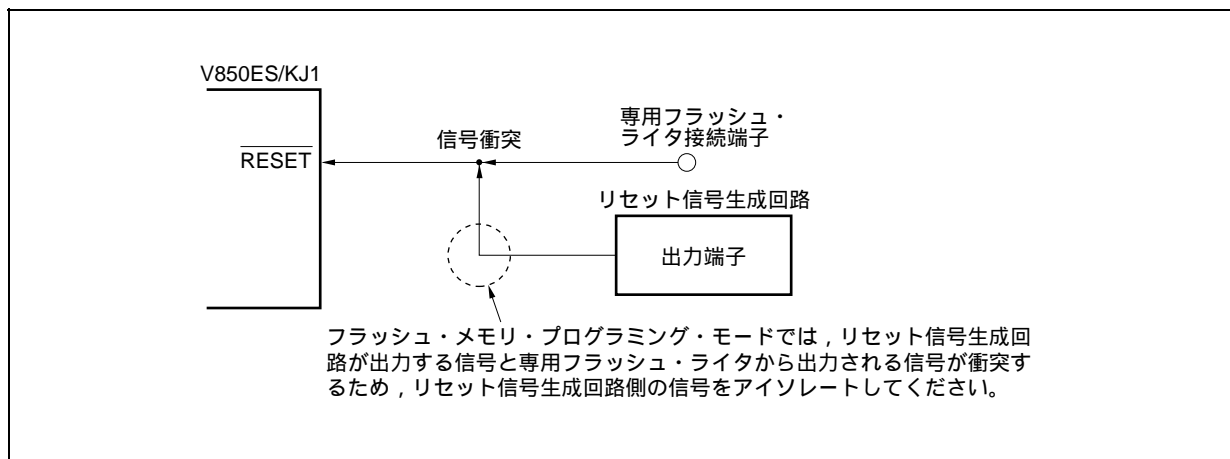 V850ES/KJ1
専用フラッシュ・
ライタ接続端子
信号衝突
RESET
リセット信号生成回路
出力端子
フラッシュ・メモリ・プログラミング・モードでは，リセット信号生成回
路が出力する信号と専用フラッシュ・ライタから出力される信号が衝突す
るため，リセット信号生成回路側の信号をアイソレートしてください。